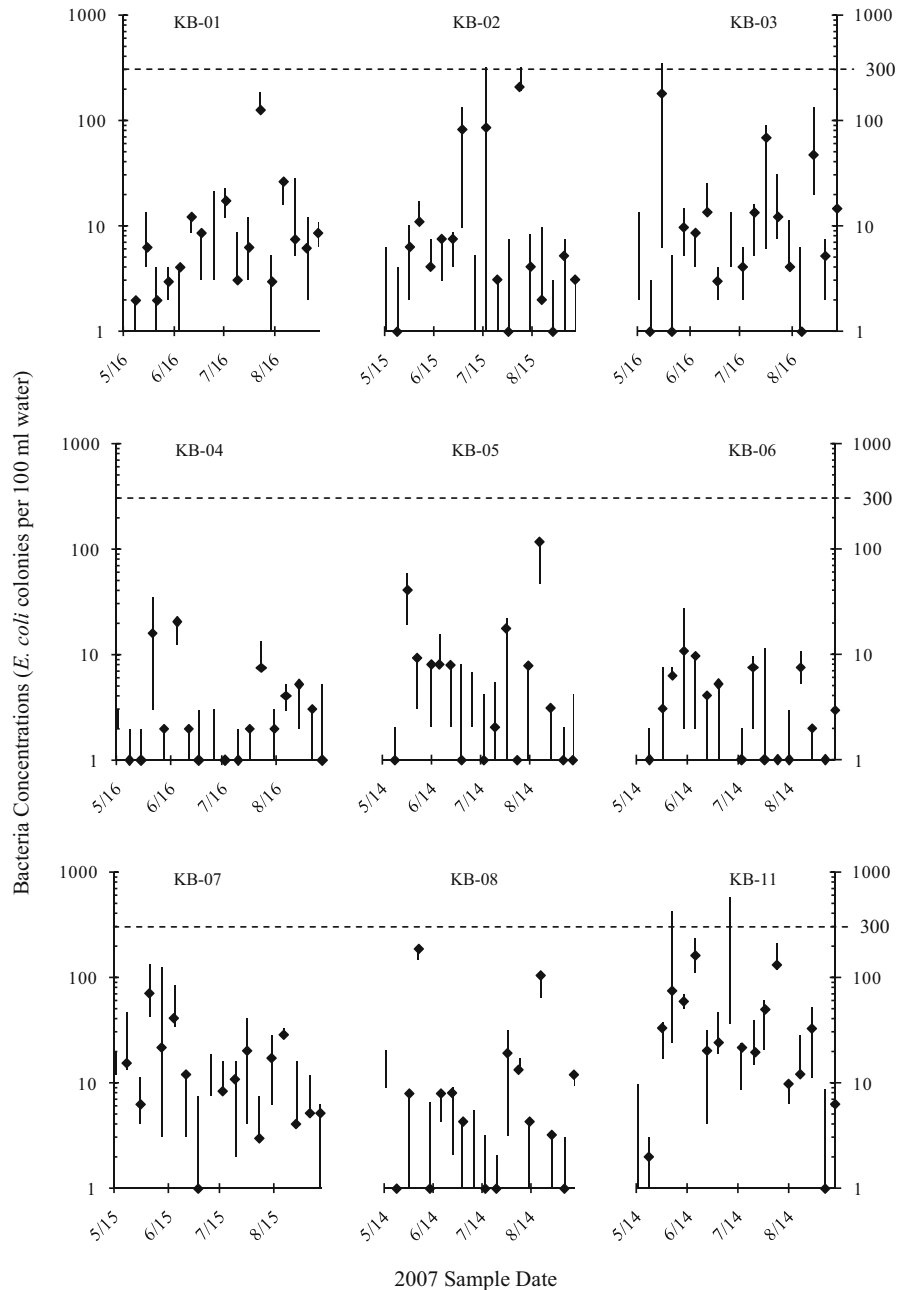 1000 KB-01 KB-02 KB-03 1000
300
100 100
10 10
1 1
5/16 6/16 7/16 8/16 5/15 6/15 7/15 8/15 5/16 6/16 7/16 8/16
Bacteria Concentrations (E. coli colonies per 100 ml water)
1000 KB-04 KB-05 KB-06 1000
300
100 100
10 10
1 1
5/16 6/16 7/16 8/16 5/14 6/14 7/14 8/14 5/14 6/14 7/14 8/14
1000 KB-07 KB-08 KB-11 1000
300
100 100
10 10
1 1
5/15 6/15 7/15 8/15 5/14 6/14 7/14 8/14 5/14 6/14 7/14 8/14
2007 Sample Date